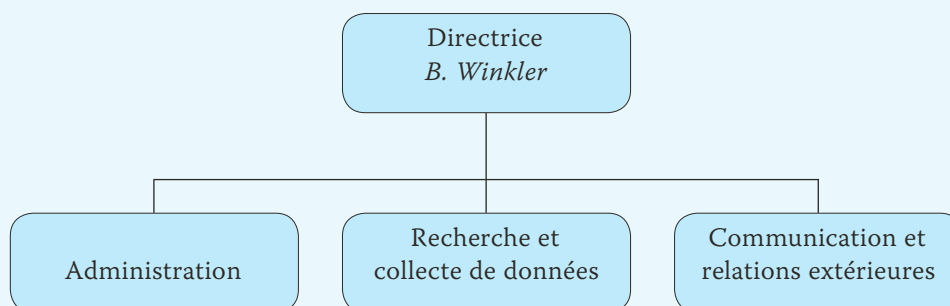 Directrice
B. Winkler
Administration
Recherche et
collecte de données
Communication et
relations extérieures